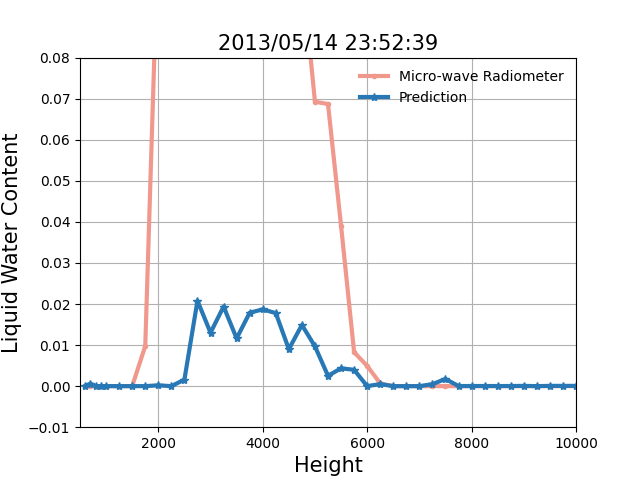 2013/05/14 23:52:39
0.08
0.07
0.06
0.05
0.04
0.03
0.02
0.01
0.00
−0.01
Liquid Water Content
Micro-wave Radiometer
Prediction
2000 4000 6000 8000 10000
Height